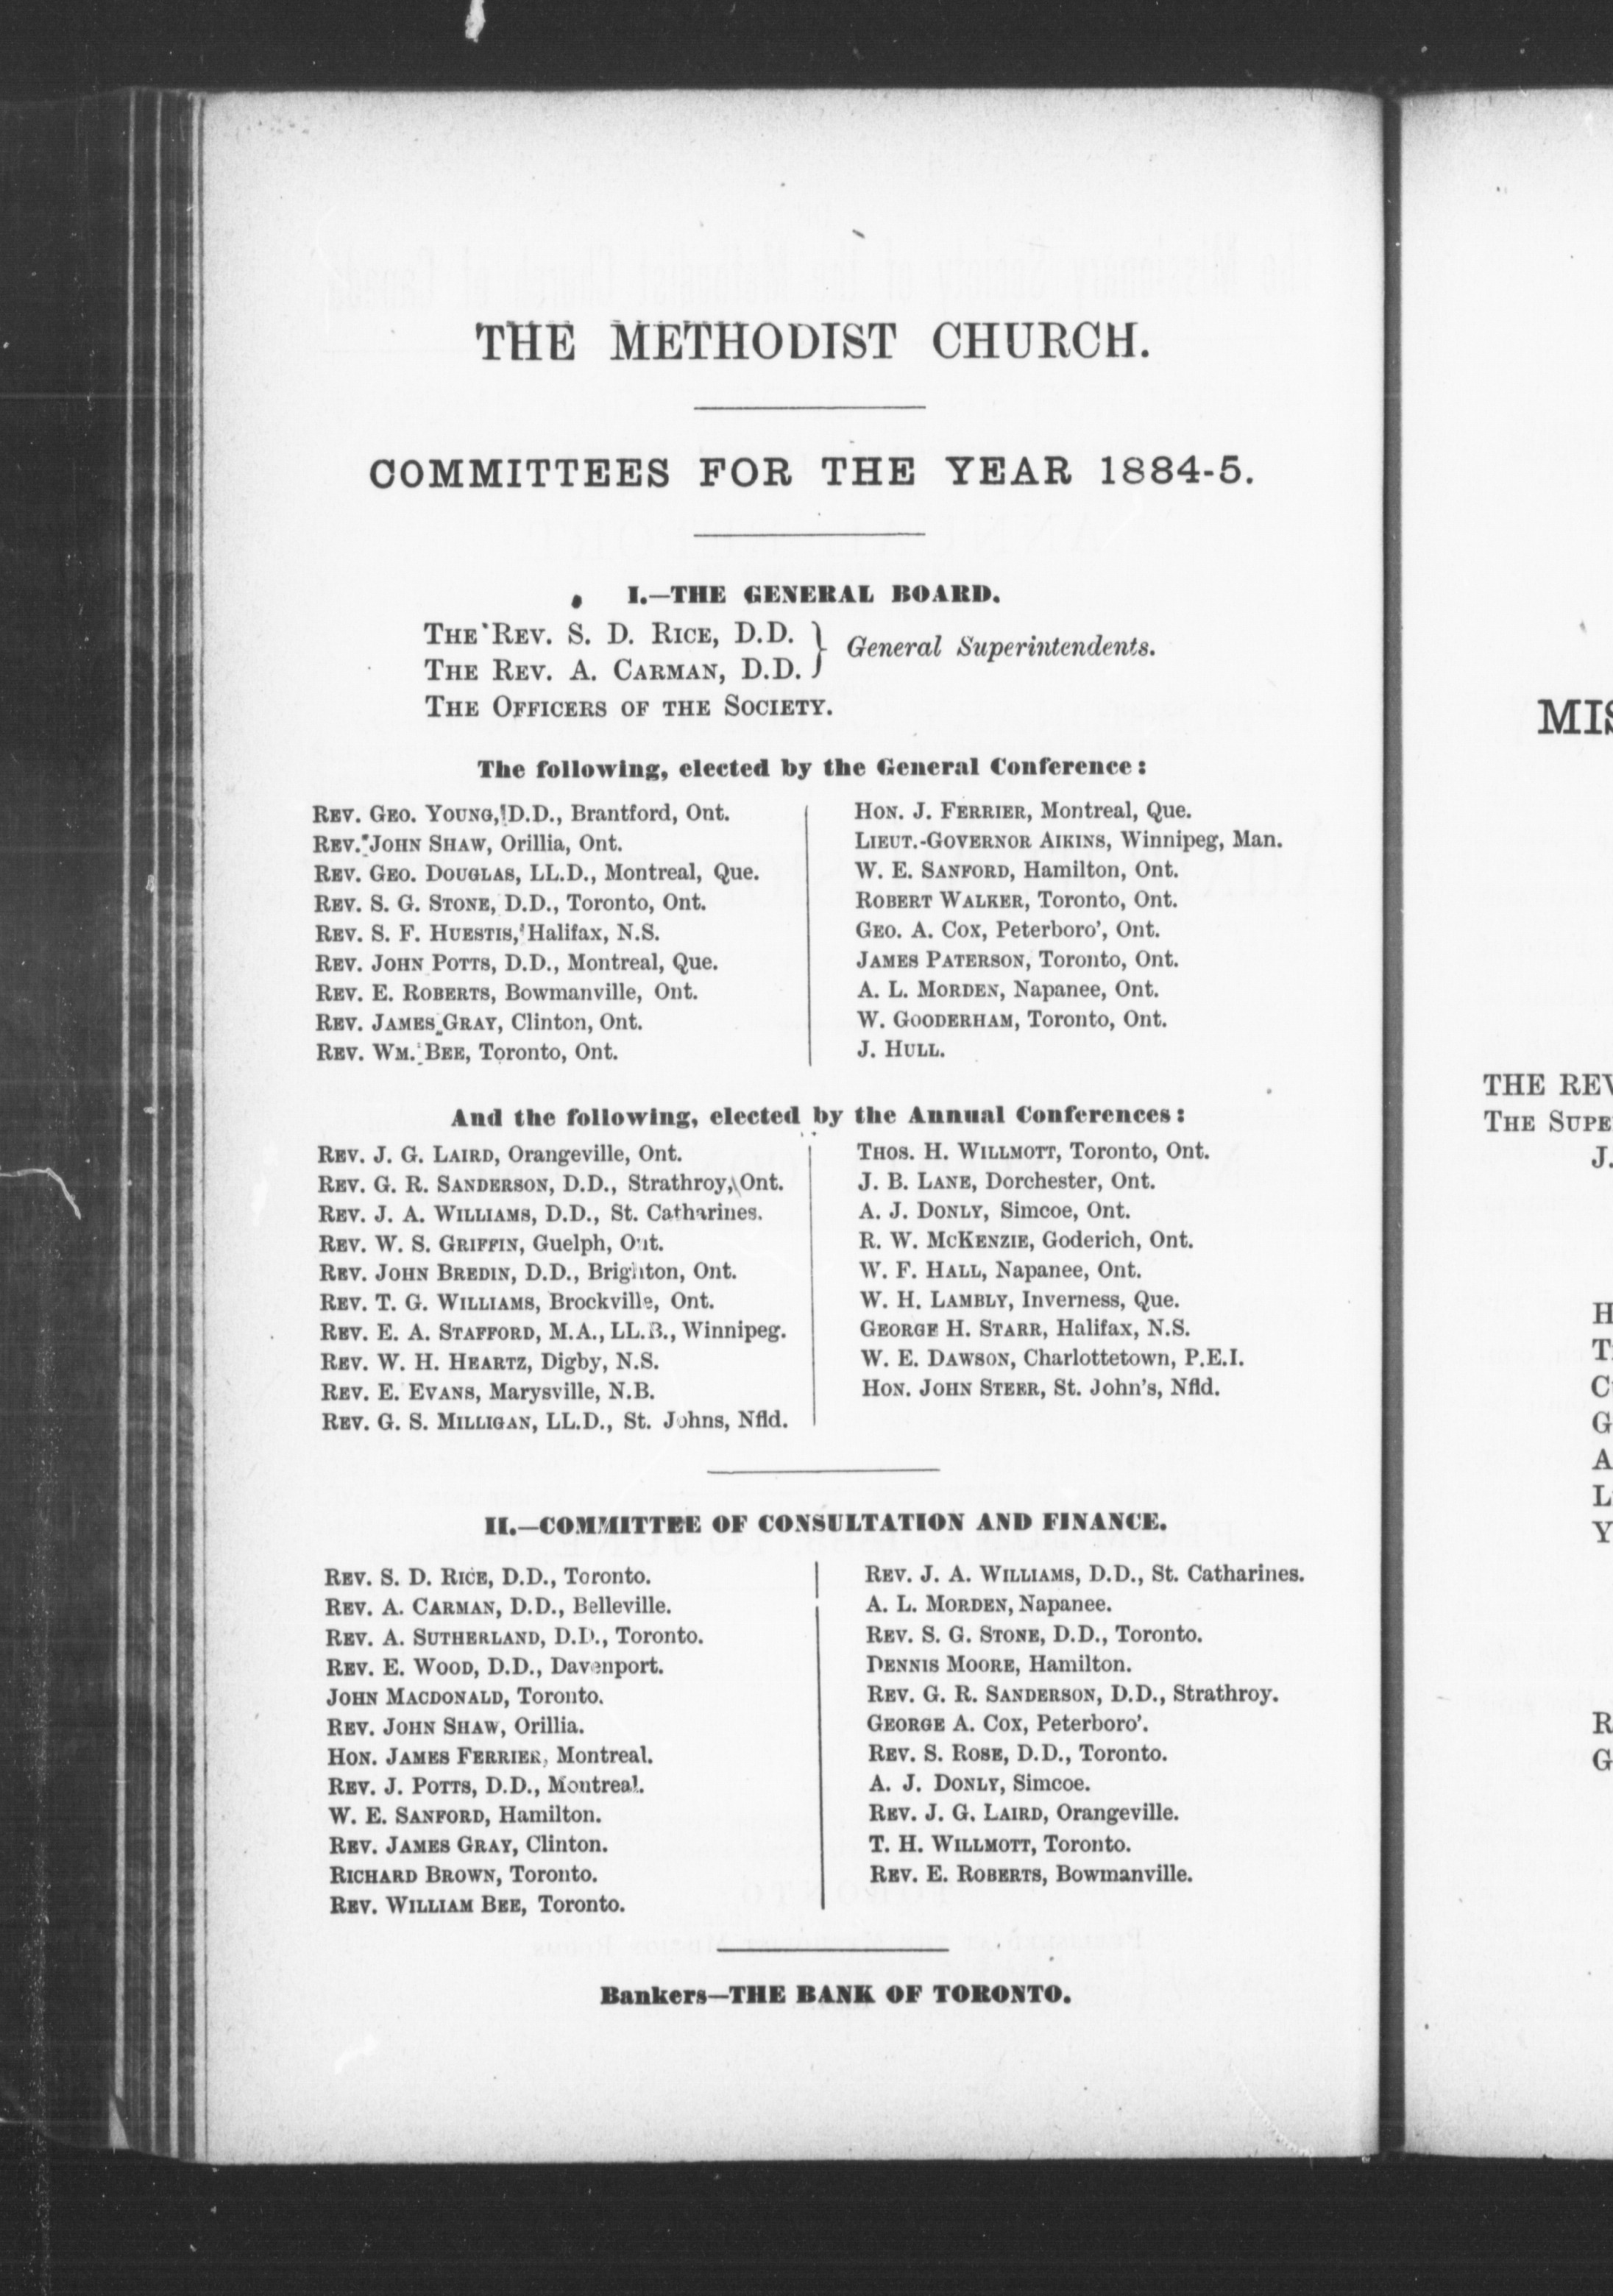 THE METHODIST CHURCH.
COMMITTEES FOR THE YEAR 1884-5.
I.—THE GENERAL BOARD.
THE REV. S. D. RICE, D.D. } General Superintendents.
THE REV. A. CARMAN, D.D.
THE OFFICERS OF THE SOCIETY.
The following, elected by the General Conference:
REV. GEO. YOUNG, D.D., Brantford, Ont.
REV. JOHN SHAW, Orillia, Ont.
REV. GEO. DOUGLAS, LL.D., Montreal, Que.
REV. S. G. STONE, D.D., Toronto, Ont.
REV. S. F. HUESTIS, Halifax, N.S.
REV. JOHN POTTS, D.D., Montreal, Que.
REV. E. ROBERTS, Bowmanville, Ont.
REV. JAMES GRAY, Clinton, Ont.
REV. WM. BEE, Toronto, Ont.
HON. J. FERRIER, Montreal, Que.
LIEUT.-GOVERNOR AIKINS, Winnipeg, Man.
W. E. SANFORD, Hamilton, Ont.
ROBERT WALKER, Toronto, Ont.
GEO. A. COX, Peterboro', Ont.
JAMES PATERSON, Toronto, Ont.
A. L. MORDEN, Napanee, Ont.
W. GOODERHAM, Toronto, Ont.
J. HULL.
And the following, elected by the Annual Conferences:
REV. J. G. LAIRD, Orangeville, Ont.
REV. G. R. SANDERSON, D.D., Strathroy, Ont.
REV. J. A. WILLIAMS, D.D., St. Catharines.
REV. W. S. GRIFFIN, Guelph, Ont.
REV. JOHN BREDIN, D.D., Brighton, Ont.
REV. T. G. WILLIAMS, Brockville, Ont.
REV. E. A. STAFFORD, M.A., LL.B., Winnipeg.
REV. W. H. HEARTZ, Digby, N.S.
REV. E. EVANS, Marysville, N.B.
REV. G. S. MILLIGAN, LL.D., St. Johns, Nfld.
THOS. H. WILLMOTT, Toronto, Ont.
J. B. LANE, Dorchester, Ont.
A. J. DONLY, Simcoe, Ont.
R. W. MCKENZIE, Goderich, Ont.
W. F. HALL, Napanee, Ont.
W. H. LAMBLY, Inverness, Que.
GEORGE H. STARR, Halifax, N.S.
W. E. DAWSON, Charlottetown, P.E.I.
HON. JOHN STEER, St. John's, Nfld.
II.—COMMITTEE OF CONSULTATION AND FINANCE.
REV. S. D. RICE, D.D., Toronto.
REV. A. CARMAN, D.D., Belleville.
REV. A. SUTHERLAND, D.D., Toronto.
REV. E. WOOD, D.D., Davenport.
JOHN MACDONALD, Toronto.
REV. JOHN SHAW, Orillia.
HON. JAMES FERRIER, Montreal.
REV. J. POTTS, D.D., Montreal.
W. E. SANFORD, Hamilton.
REV. JAMES GRAY, Clinton.
RICHARD BROWN, Toronto.
REV. WILLIAM BEE, Toronto.
REV. J. A. WILLIAMS, D.D., St. Catharines.
A. L. MORDEN, Napanee.
REV. S. G. STONE, D.D., Toronto.
DENNIS MOORE, Hamilton.
REV. G. R. SANDERSON, D.D., Strathroy.
GEORGE A. COX, Peterboro'.
REV. S. ROSE, D.D., Toronto.
A. J. DONLY, Simcoe.
REV. J. G. LAIRD, Orangeville.
T. H. WILLMOTT, Toronto.
REV. E. ROBERTS, Bowmanville.
Bankers—THE BANK OF TORONTO.
THE
THE
J.